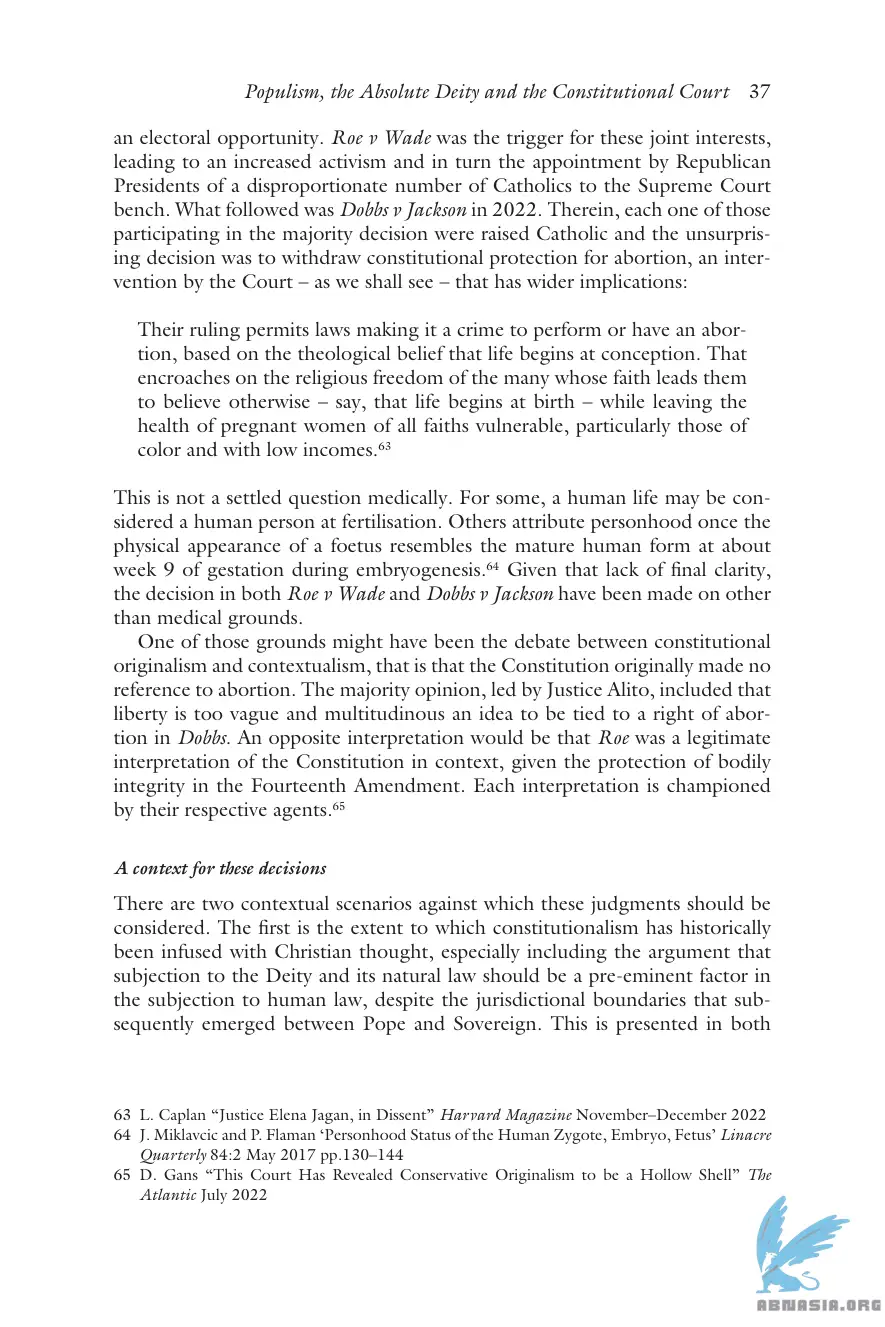 Populism, the Absolute Deity and the Constitutional Court 37
an electoral opportunity. Roe v Wade was the trigger for these joint interests,
leading to an increased activism and in turn the appointment by Republican
Presidents of a disproportionate number of Catholics to the Supreme Court
bench. What followed was Dobbs v Jackson in 2022. Therein, each one of those
participating in the majority decision were raised Catholic and the unsurpris-
ing decision was to withdraw constitutional protection for abortion, an inter-
vention by the Court – as we shall see – that has wider implications:
Their ruling permits laws making it a crime to perform or have an abor-
tion, based on the theological belief that life begins at conception. That
encroaches on the religious freedom of the many whose faith leads them
to believe otherwise – say, that life begins at birth – while leaving the
health of pregnant women of all faiths vulnerable, particularly those of
color and with low incomes.63
This is not a settled question medically. For some, a human life may be con-
sidered a human person at fertilisation. Others attribute personhood once the
physical appearance of a foetus resembles the mature human form at about
week 9 of gestation during embryogenesis.64 Given that lack of final clarity,
the decision in both Roe v Wade and Dobbs v Jackson have been made on other
than medical grounds.
One of those grounds might have been the debate between constitutional
originalism and contextualism, that is that the Constitution originally made no
reference to abortion. The majority opinion, led by Justice Alito, included that
liberty is too vague and multitudinous an idea to be tied to a right of abor-
tion in Dobbs. An opposite interpretation would be that Roe was a legitimate
interpretation of the Constitution in context, given the protection of bodily
integrity in the Fourteenth Amendment. Each interpretation is championed
by their respective agents.65
A context for these decisions
There are two contextual scenarios against which these judgments should be
considered. The first is the extent to which constitutionalism has historically
been infused with Christian thought, especially including the argument that
subjection to the Deity and its natural law should be a pre-eminent factor in
the subjection to human law, despite the jurisdictional boundaries that sub-
sequently emerged between Pope and Sovereign. This is presented in both
63 L. Caplan “Justice Elena Jagan, in Dissent” Harvard Magazine November–December 2022
64 J. Miklavcic and P. Flaman ‘Personhood Status of the Human Zygote, Embryo, Fetus’ Linacre
Quarterly 84:2 May 2017 pp.130–144
65 D. Gans “This Court Has Revealed Conservative Originalism to be a Hollow Shell” The
Atlantic July 2022
ABNASIA.ORG